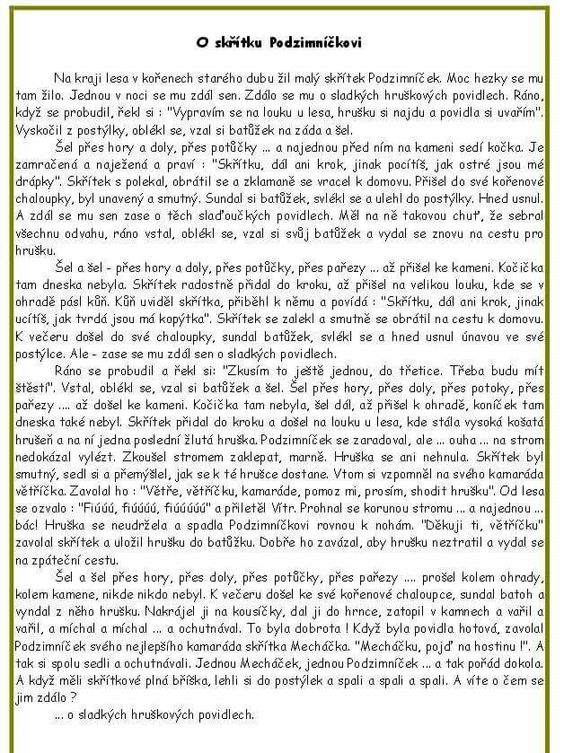 O skřítku Podzimníčkovi
Na kraji lesa v kořenech starého dubu žil malý skřítek Podzimníček. Moc hezky se mu
tam žilo. Jednou v noci se mu zdál sen. Zdálo se mu o sladkých hruškových povidlech. Ráno,
když se probudil, řekl si : "Vypravím se na louku u lesa, hrušku si najdu a povidla si uvařím".
Vyskočil z postýlky, oblékl se, vzal si batůžek na záda a šel.
Šel přes hory a doly, přes potůčky ... a najednou před ním na kameni sedí kočka. Je
zamračená a naježená a praví : "Skřítku, dál ani krok, jinak pocítíš, jak ostré jsou mé
drápky". Skřítek s polekal, obrátil se a zklamaně se vracel k domovu. Přišel do své kořenové
chaloupky, byl unavený a smutný. Sundal si batůžek, svlékl se a ulehl do postýlky. Hned usnul.
A zdál se mu sen zase o těch slaďoučkých povidlech. Měl na ně takovou chuť, že sebral
všechnu odvahu, ráno vstal, oblékl se, vzal si svůj batůžek a vydal se znovu na cestu pro
hrušku.
Šel a šel - přes hory a doly, přes potůčky, přes pařezy ... až přišel ke kameni. Kočička
tam dneska nebyla. Skřítek radostně přidal do kroku, až přišel na velikou louku, kde se v
ohradě pásl kůň. Kůň uviděl skřítka, přiběhl k němu a povídá : "Skřítku, dál ani krok, jinak
ucítíš, jak tvrdá jsou má kopýtka". Skřítek se zalekl a smutně se obrátil na cestu k domovu.
K večeru došel do své chaloupky, sundal batůžek, svlékl se a hned usnul únavou ve své
postýlce. Ale - zase se mu zdál sen o sladkých povidlech.
Ráno se probudil a řekl si: "Zkusím to ještě jednou, do třetice. Třeba budu mít
štěstí". Vstal, oblékl se, vzal si batůžek a šel. Šel přes hory, přes doly, přes potoky, přes
pařezy .... až došel ke kameni. Kočička tam nebyla, šel dál, až přišel k ohradě, koníček tam
dneska také nebyl. Skřítek přidal do kroku a došel na louku u lesa, kde stála vysoká košatá
hrušeň a na ní jedna poslední žlutá hruška. Podzimníček se zaradoval, ale ... ouha ... na strom
nedokázal vylézt. Zkoušel stromem zaklepat, marně. Hruška se ani nehnula. Skřítek byl
smutný, sedl si a přemýšlel, jak se k té hrušce dostane. Vtom si vzpomněl na svého kamaráda
větříčka. Zavolal ho : "Větře, větříčku, kamaráde, pomoz mi, prosím, shodit hrušku". Od lesa
se ozvalo : "Fiúúú, fiúúúú, fiúúúúú" a přiletěl Vítr. Prohnal se korunou stromu ... a najednou ...
bác! Hruška se neudržela a spadla Podzimníčkovi rovnou k nohám. "Děkuji ti, větříčku"
zavolal skřítek a uložil hrušku do batůžku. Dobře ho zavázal, aby hrušku neztratil a vydal se
na zpáteční cestu.
Šel a šel přes hory, přes doly, přes potůčky, přes pařezy .... prošel kolem ohrady,
kolem kamene, nikde nikdo nebyl. K večeru došel ke své kořenové chaloupce, sundal batoh a
vyndal z něho hrušku. Nakrájel ji na kousíčky, dal ji do hrnce, zatopil v kamnech a vařil a
vařil, a míchal a míchal ... a ochutnával. To byla dobrota ! Když byla povidla hotová, zavolal
Podzimníček svého nejlepšího kamaráda skřítka Mecháčka. "Mecháčku, pojď na hostinu !". A
tak si spolu sedli a ochutnávali. Jednou Mecháček, jednou Podzimníček ... a tak pořád dokola.
A když měli skřítkové plná bříška, lehli si do postýlek a spali a spali a spali. A víte o čem se
jim zdálo ?
... o sladkých hruškových povidlech.